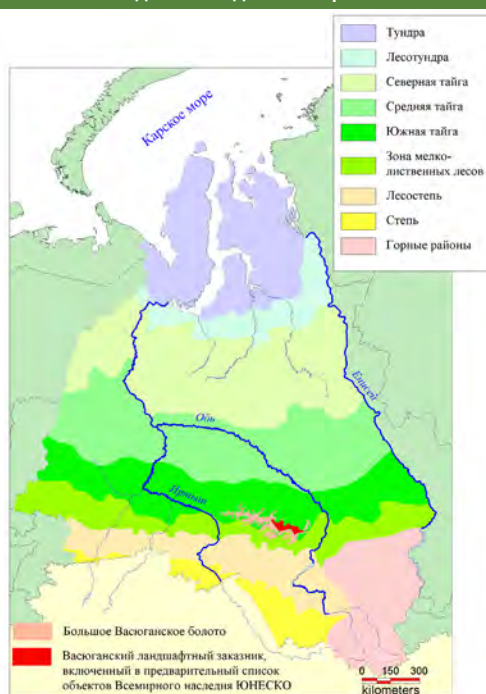 Тундра
Лесотундра
Северная тайга
Средняя тайга
Южная тайга
Зона мелко-
лиственных лесов
Лесостепь
Степь
Горные районы
Карское море
Енисей
Обь
Иртыш
Большое Васюганское болото
Васюганский ландшафтный заказник,
включенный в предварительный список
объектов Всемирного наследия ЮНЕСКО
0 150 300
kilometers